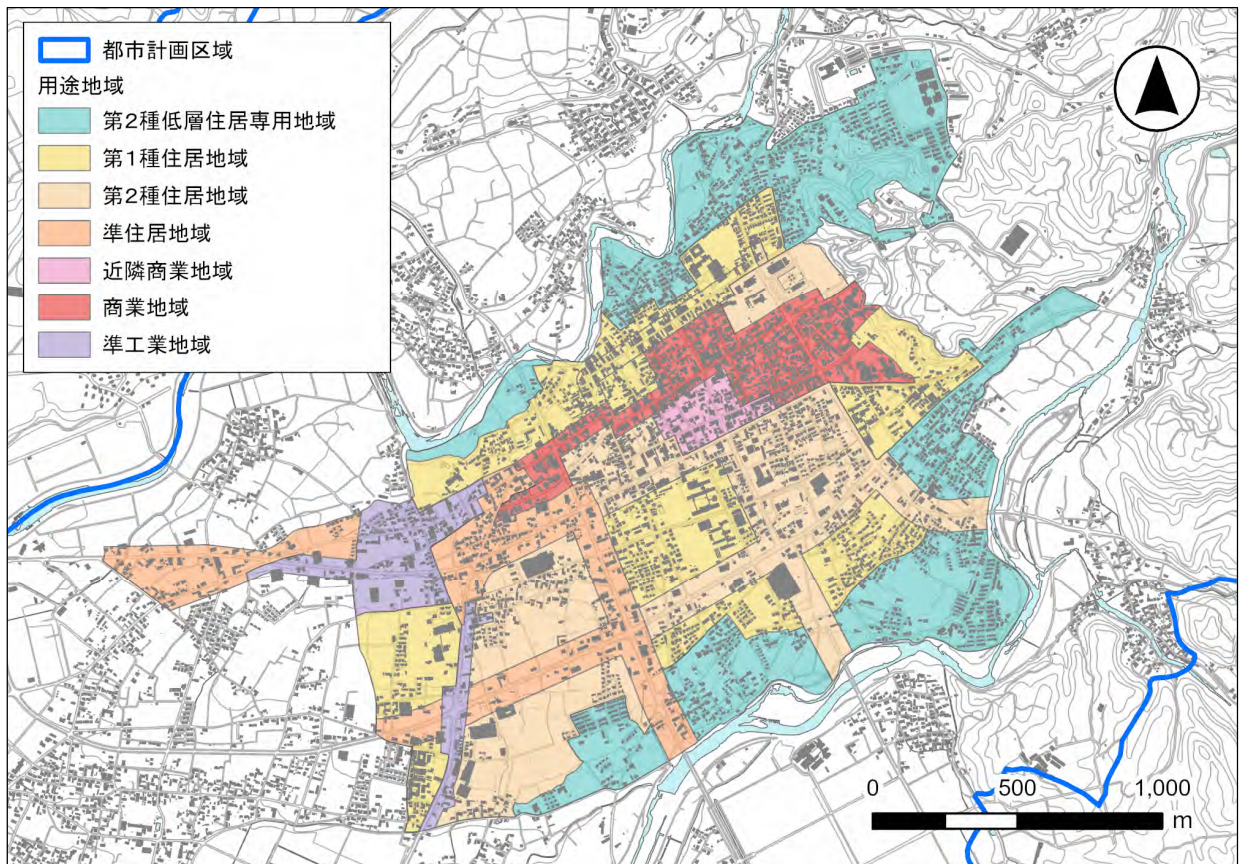 都市計画区域
用途地域
第2種低層住居専用地域
第1種住居地域
第2種住居地域
準住居地域
近隣商業地域
商業地域
準工業地域
0 500 1,000
m